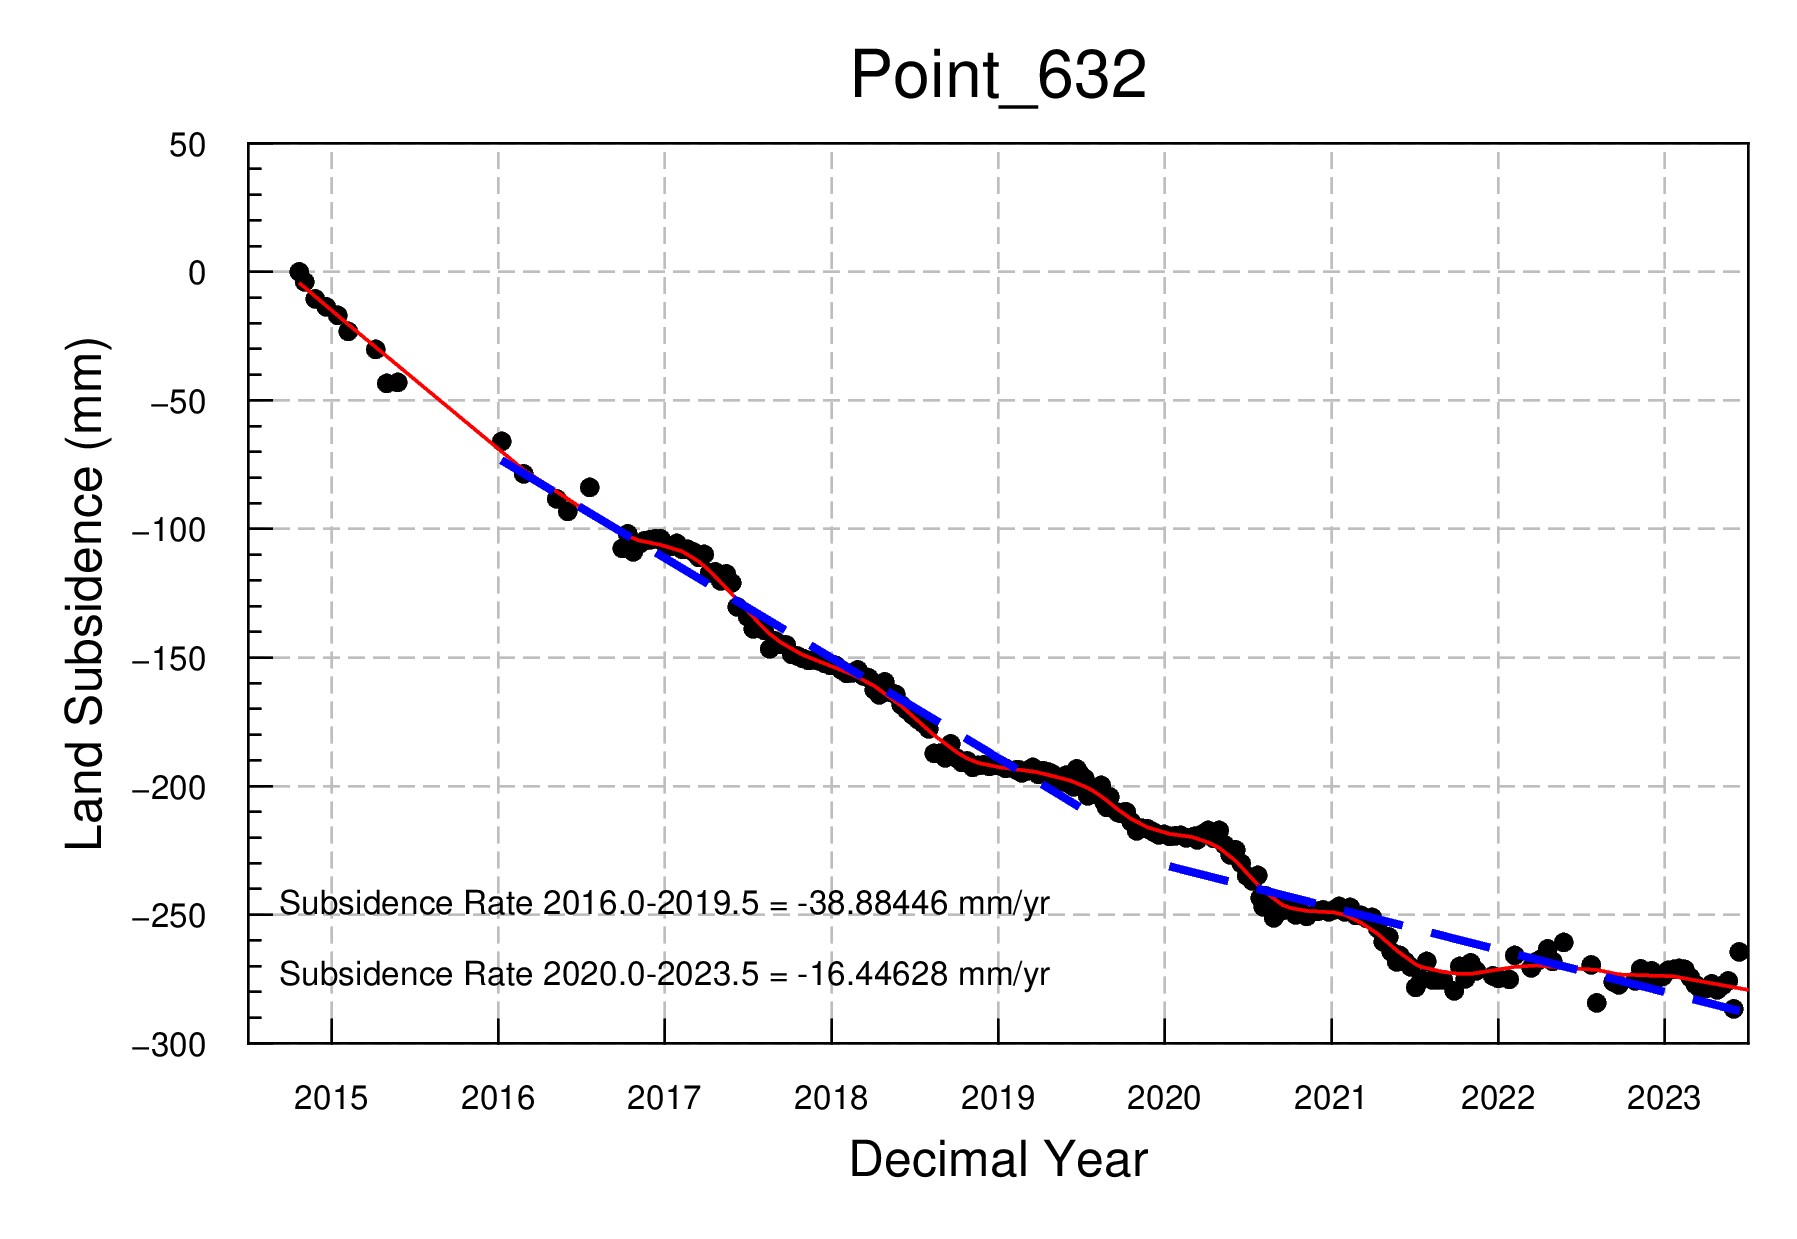 Point_632
50
0
−50
−100
−150
−200
−250
−300
Land Subsidence (mm)
Subsidence Rate 2016.0-2019.5 = -38.88446 mm/yr
Subsidence Rate 2020.0-2023.5 = -16.44628 mm/yr
2015 2016 2017 2018 2019 2020 2021 2022 2023
Decimal Year